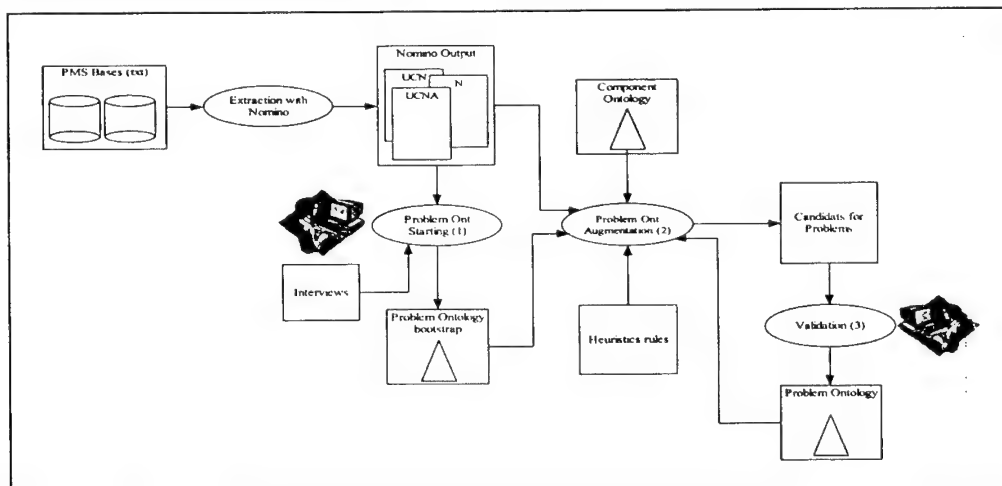 PMS Bases (txt)
Extraction with
Nomino
Nomino Output
UCN
N
UCNA
Component
Ontology
Problem Ont
Starting (1)
Problem Ont
Augmentation (2)
Candidats for
Problems
Interviews
Problem Ontology
bootstrap
Heuristics rules
Validation (3)
Problem Ontology